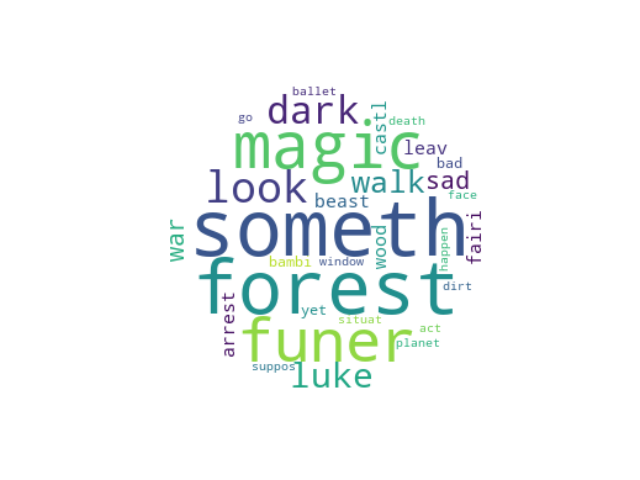 ballet
go
dark
castl
death
magic
leav
bad
look
walk
sad
beast
face
someth
war
wood
fairi
happen
bambi
window
forest
dirt
arrest
yet
situat
funer
act
planet
suppos
luke